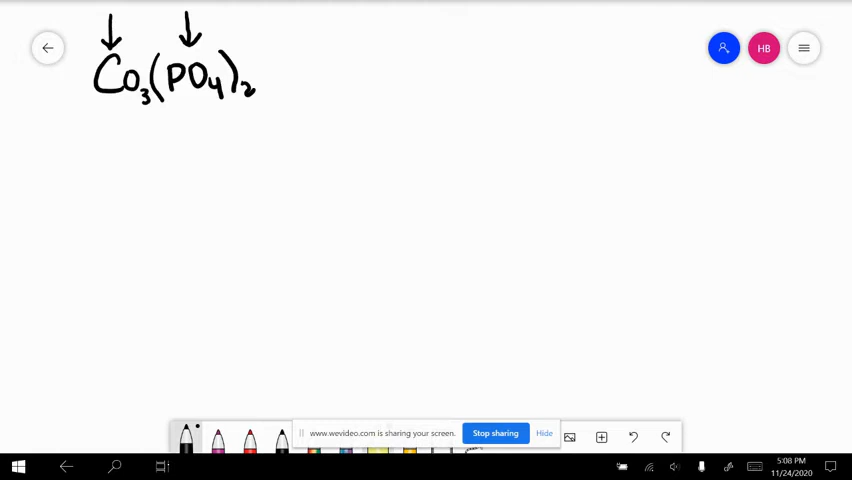 Co₃(PO₄)₂
HB
www.wevideo.com is sharing your screen. Stop sharing Hide
5:08 PM
11/24/2020